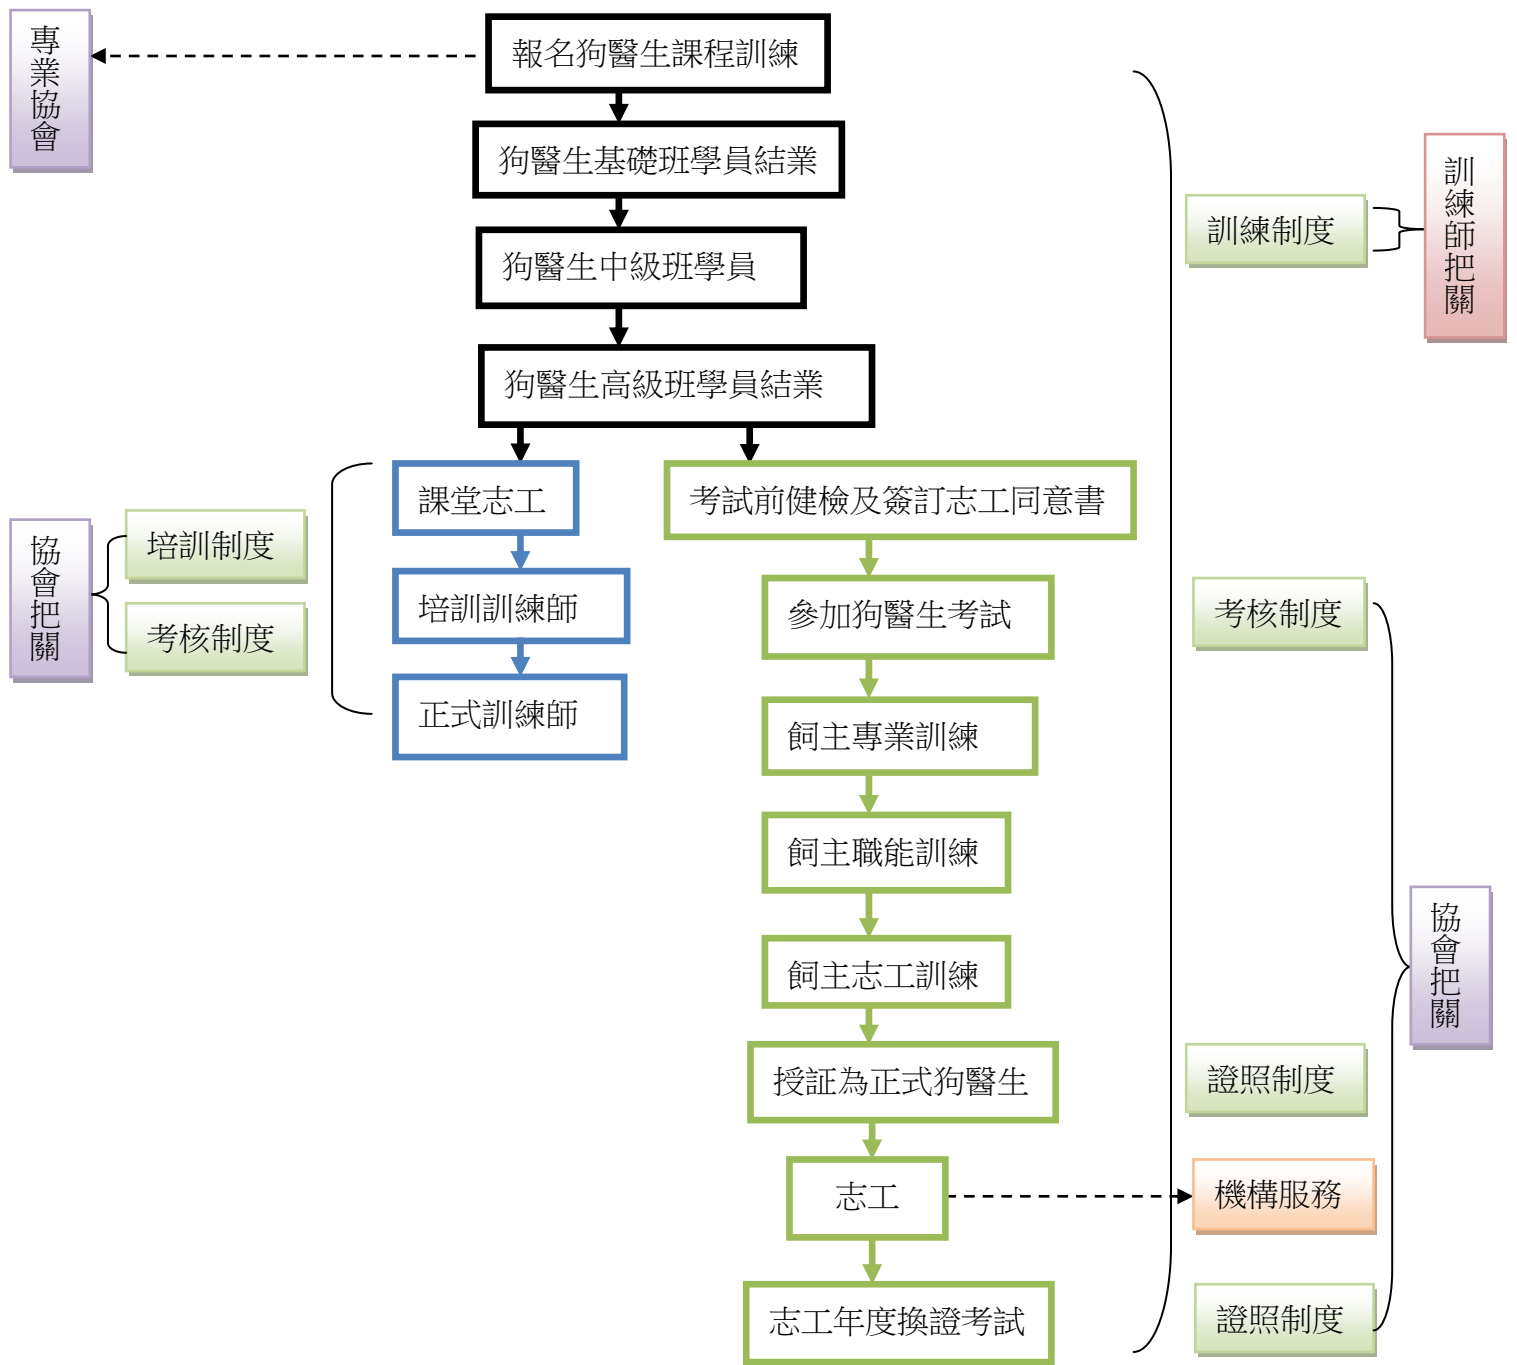 專業協會
報名狗醫生課程訓練
狗醫生基礎班學員結業
訓練師把關
訓練制度
狗醫生中級班學員
狗醫生高級班學員結業
課堂志工
考試前健檢及簽訂志工同意書
協會把關
培訓制度
考核制度
培訓訓練師
正式訓練師
參加狗醫生考試
考核制度
飼主專業訓練
飼主職能訓練
協會把關
飼主志工訓練
授証為正式狗醫生
證照制度
志工
機構服務
志工年度換證考試
證照制度